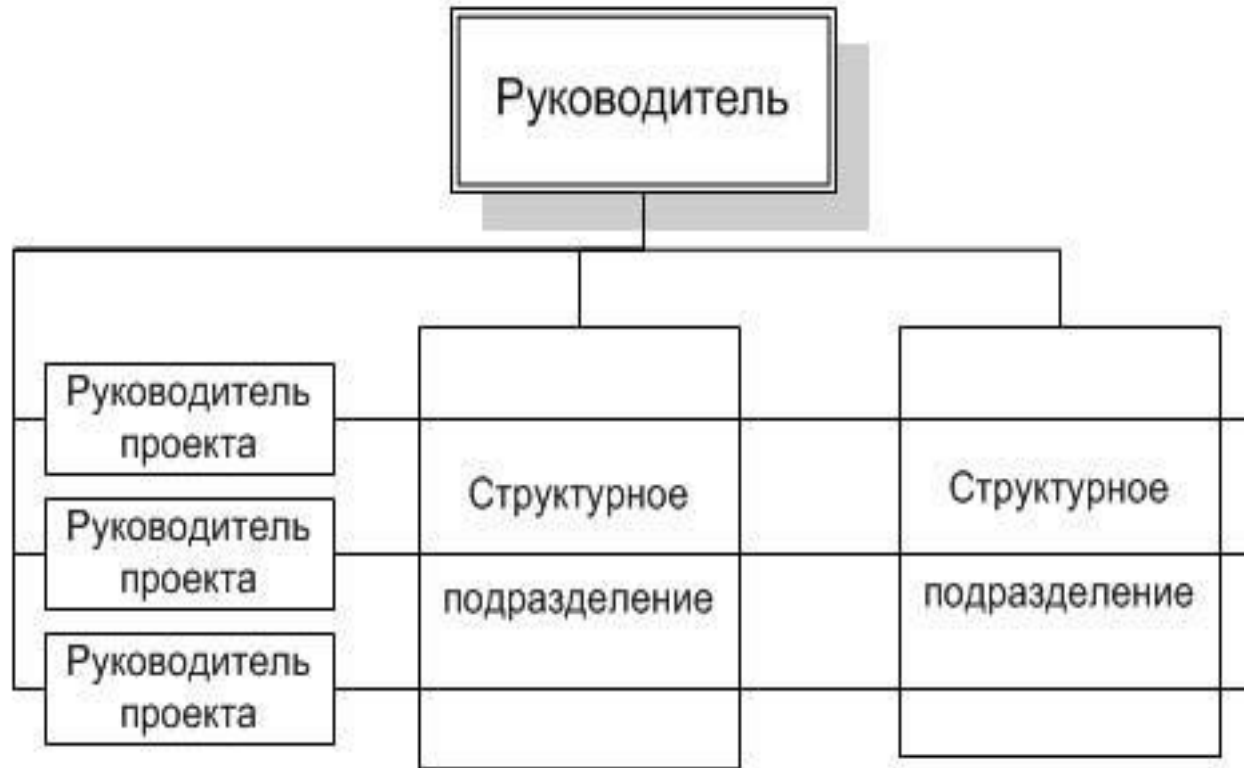 Руководитель
Руководитель
проекта
Руководитель
проекта
Руководитель
проекта
Структурное
подразделение
Структурное
подразделение